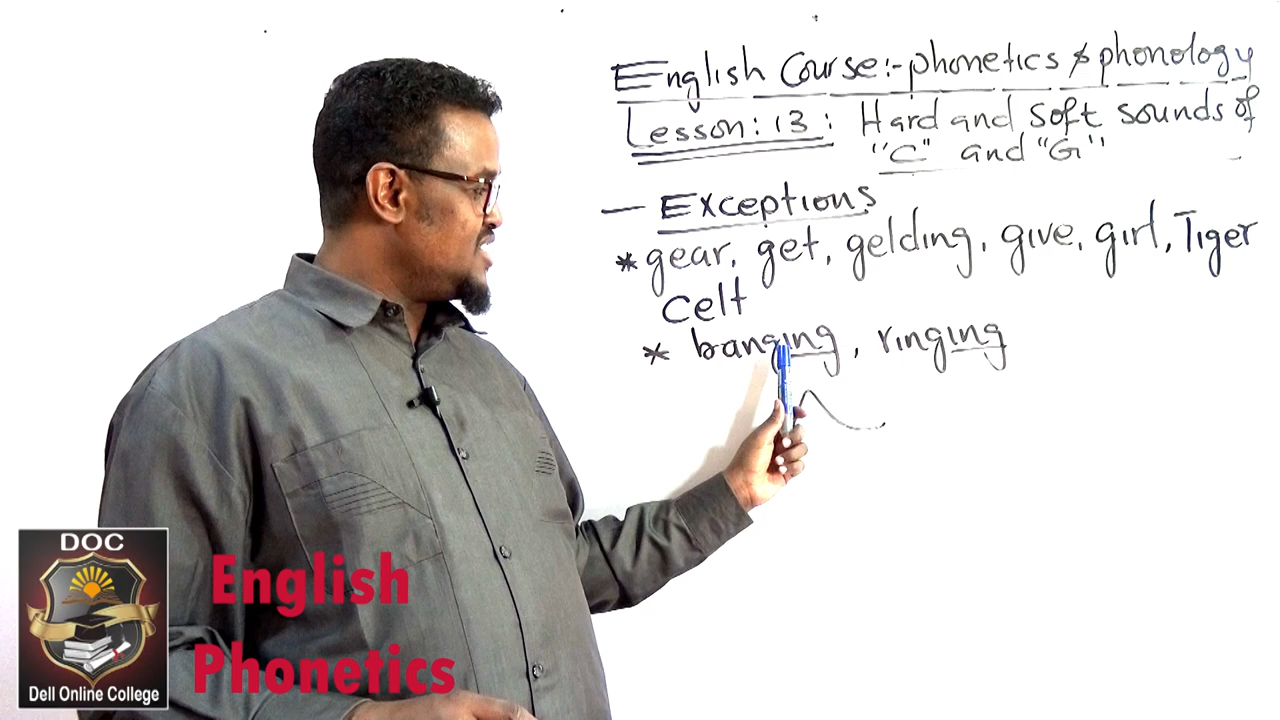 English Course:- phonetics & phonology
Lesson: 13: Hard and soft sounds of
"C" and "G"
— Exceptions
* gear, get, gelding, give, girl, Tiger
Celt
* banging, ringing
DOC
Dell Online College
English
Phonetics